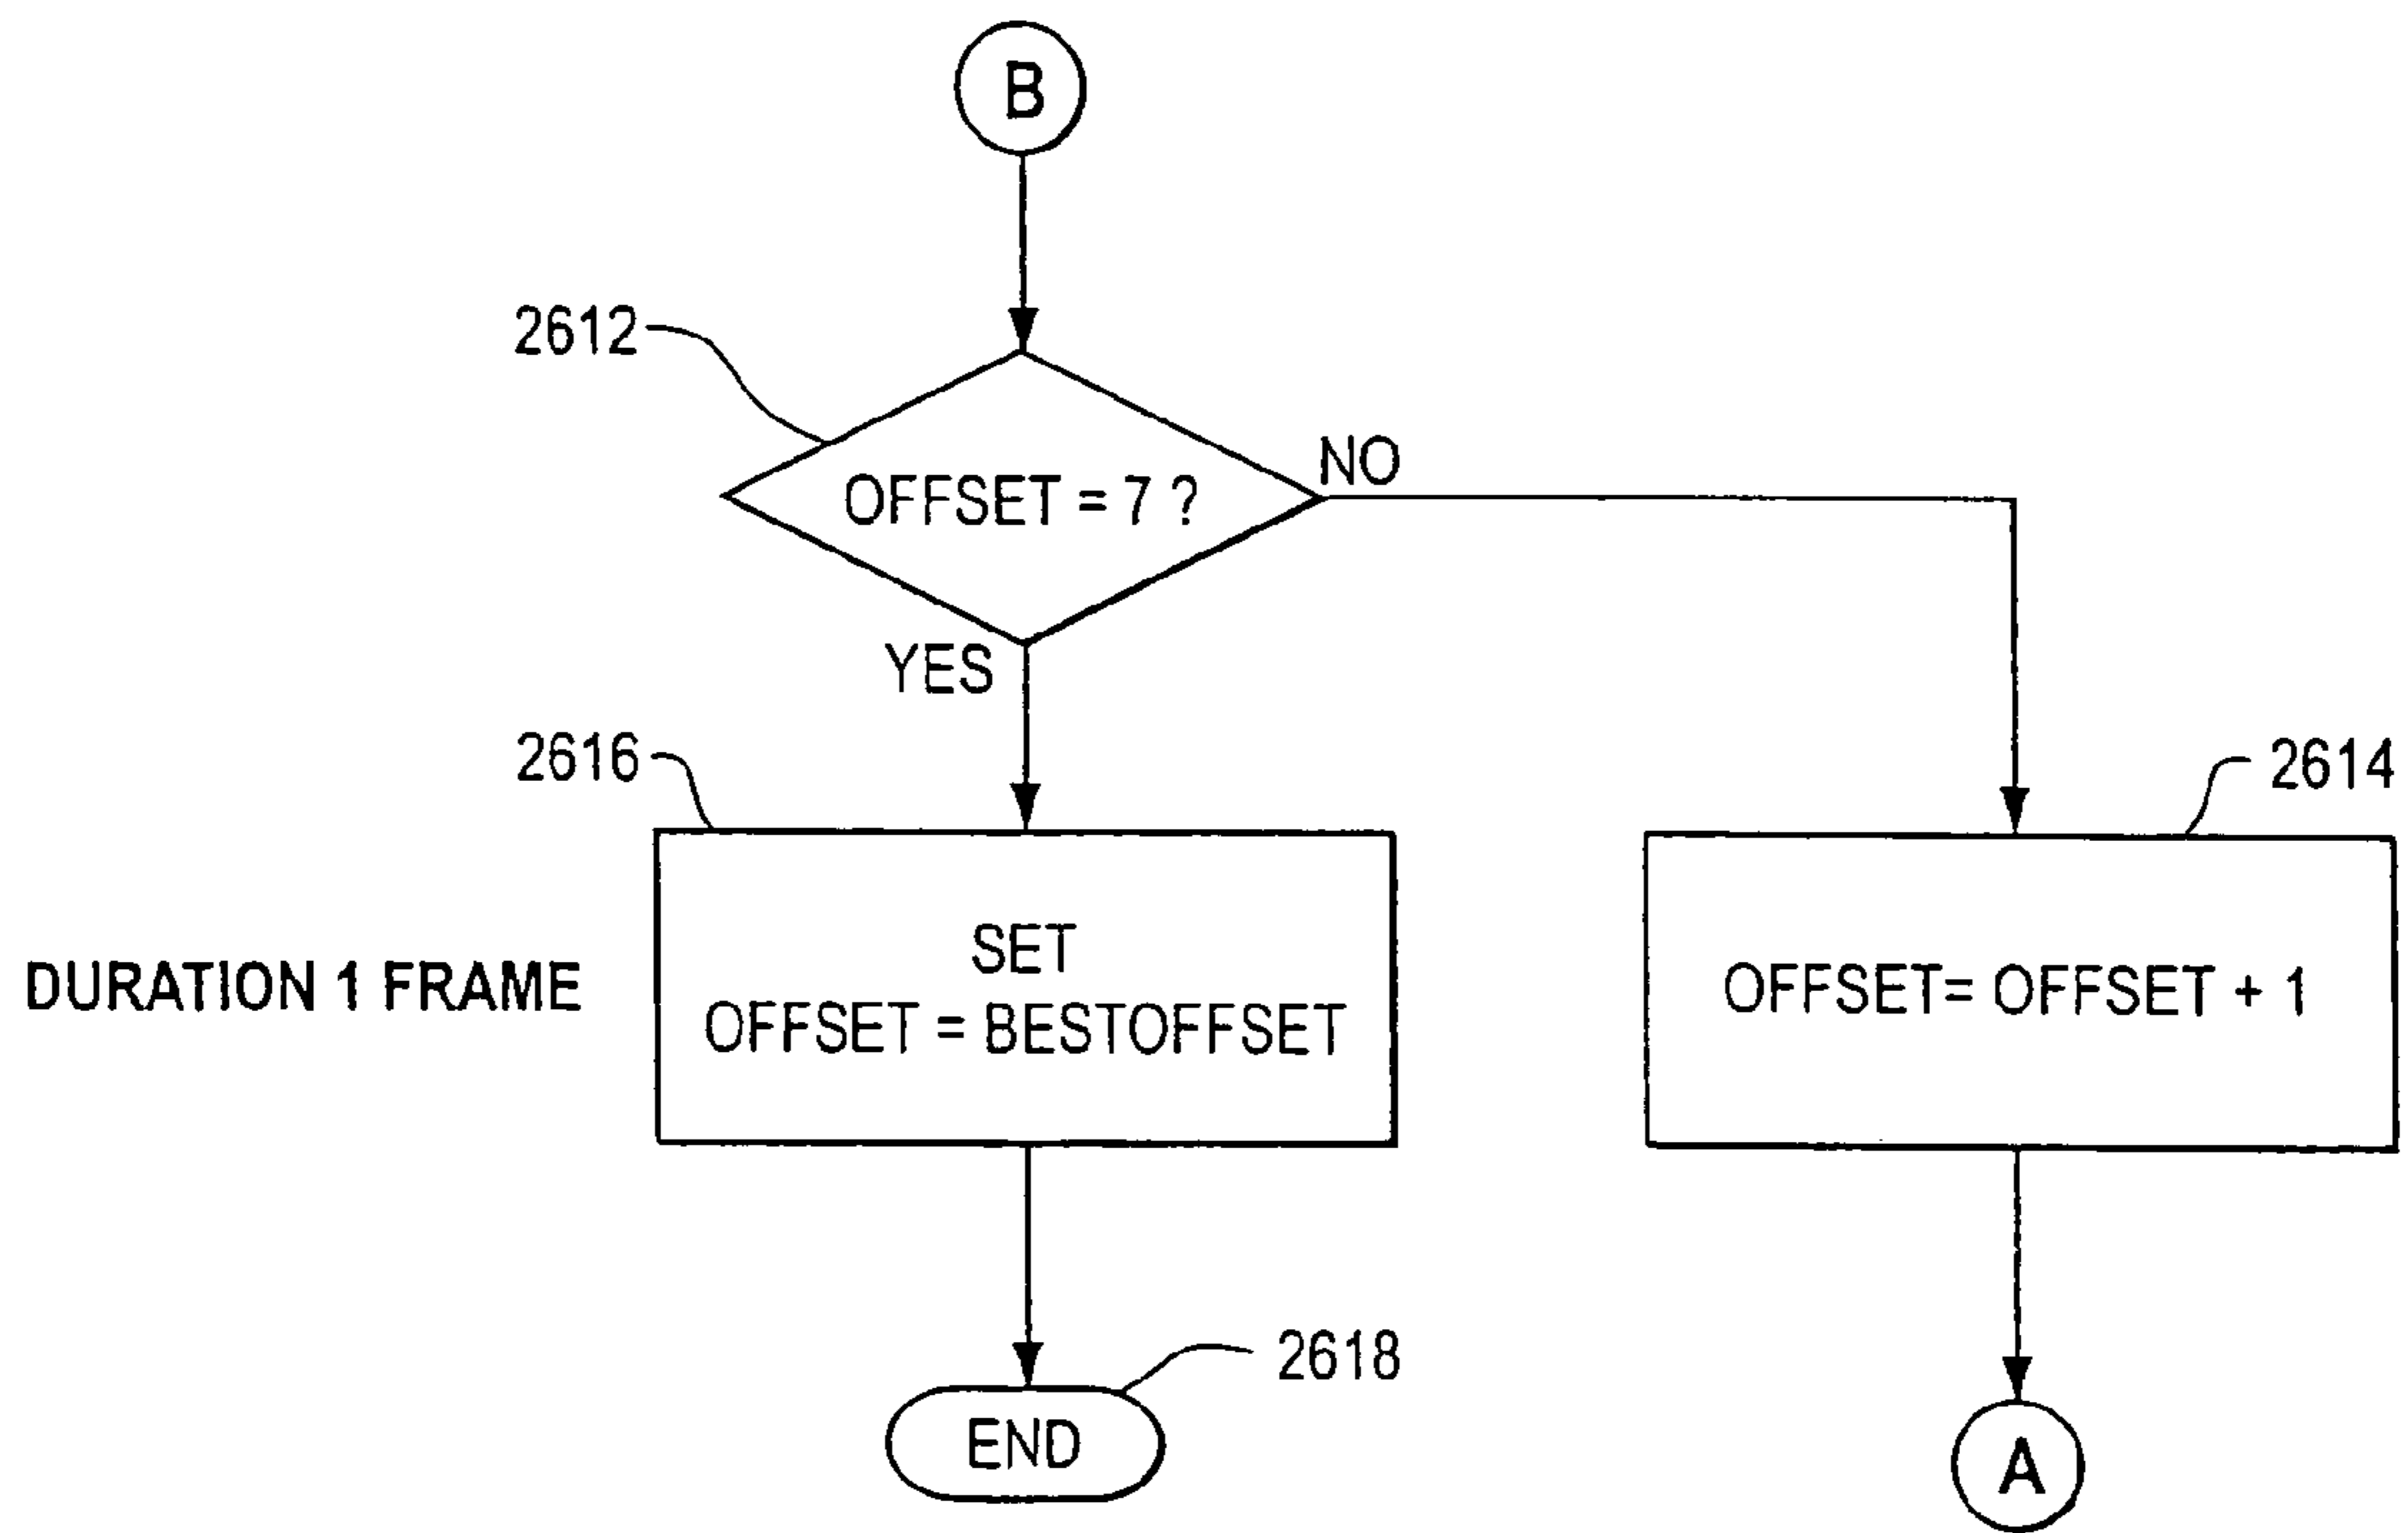 B
2612
OFFSET = 7 ?
NO
YES
2616
2614
SET
OFFSET = BESTOFFSET
DURATION 1 FRAME
OFFSET= OFFSET + 1
2618
END
A